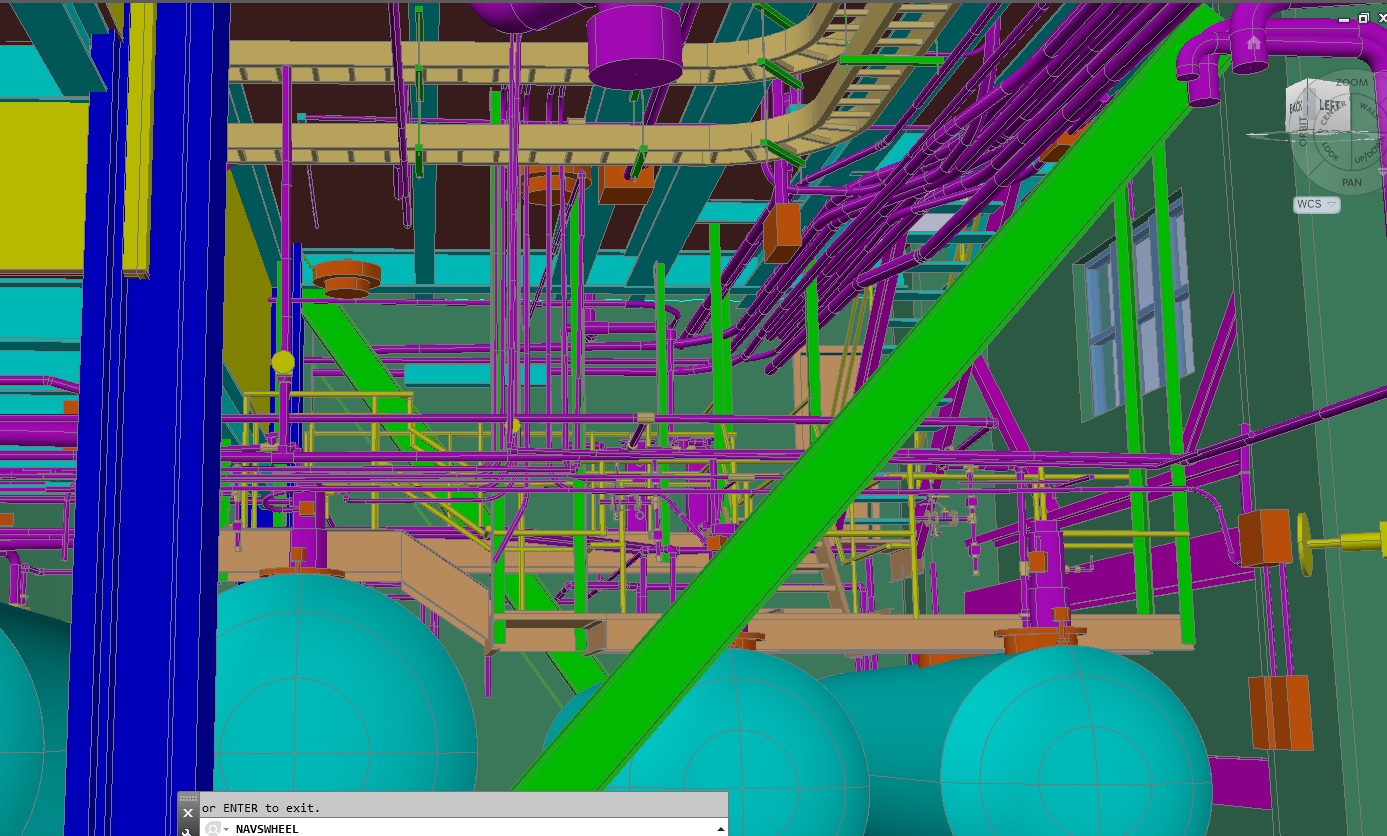 ZOOM
BACK
LEFT
CENTER
WALK
ORBIT
LOOK
UP/DOWN
PAN
WCS
or ENTER to exit.
NAVSWHEEL